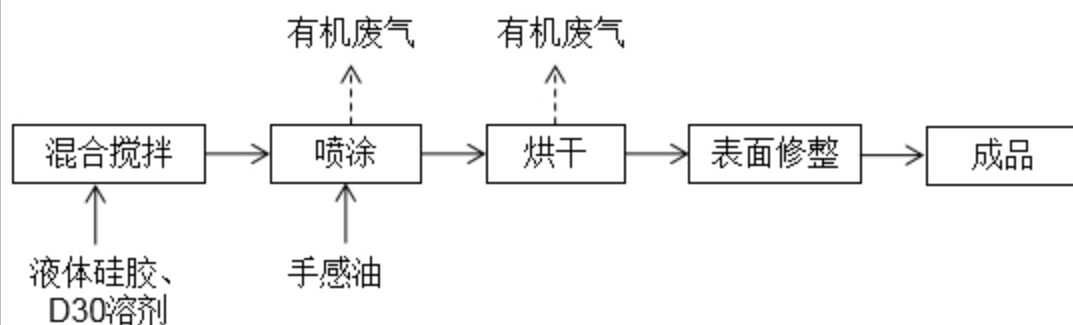 有机废气
有机废气
混合搅拌
喷涂
烘干
表面修整
成品
液体硅胶、
D30溶剂
手感油